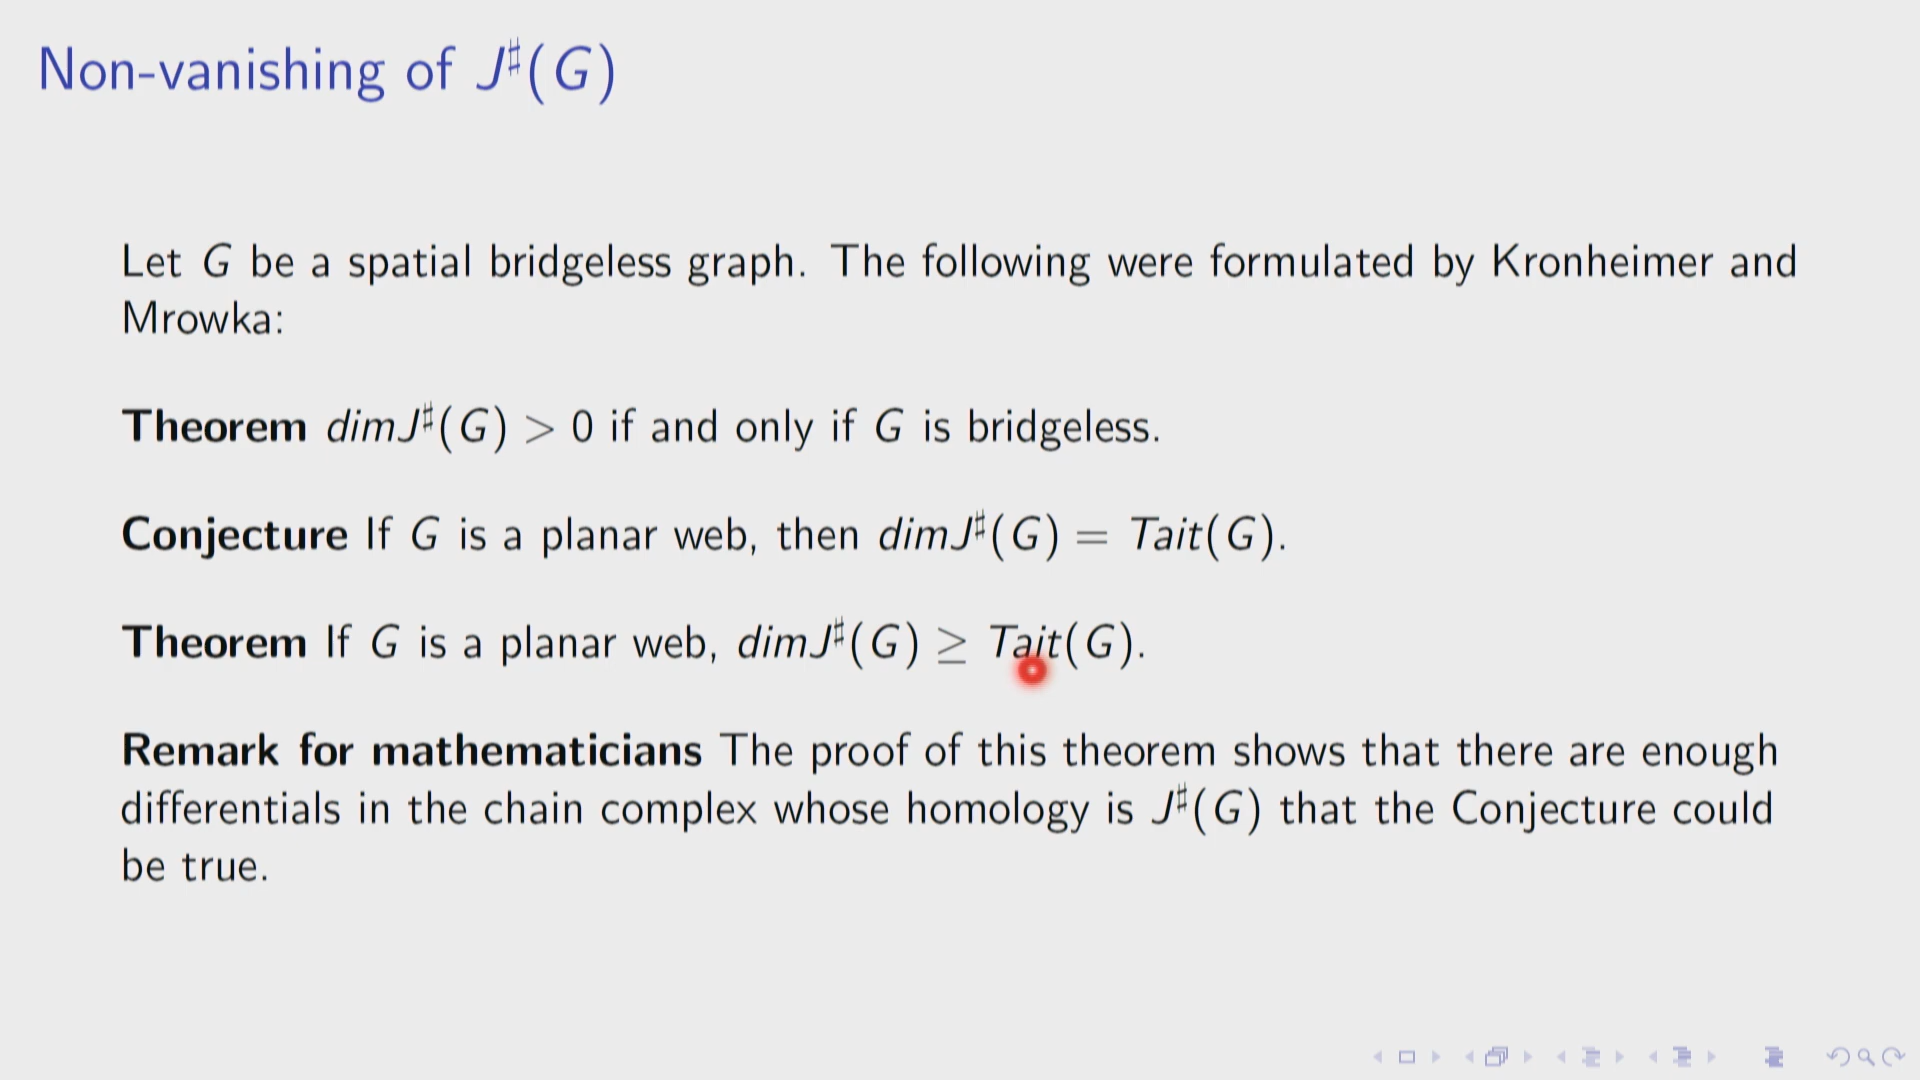 Non-vanishing of J♯(G)
Let G be a spatial bridgeless graph. The following were formulated by Kronheimer and
Mrowka:
Theorem dimJ♯(G) > 0 if and only if G is bridgeless.
Conjecture If G is a planar web, then dimJ♯(G) = Tait(G).
Theorem If G is a planar web, dimJ♯(G) ≥ Tait(G).
Remark for mathematicians The proof of this theorem shows that there are enough
differentials in the chain complex whose homology is J♯(G) that the Conjecture could
be true.